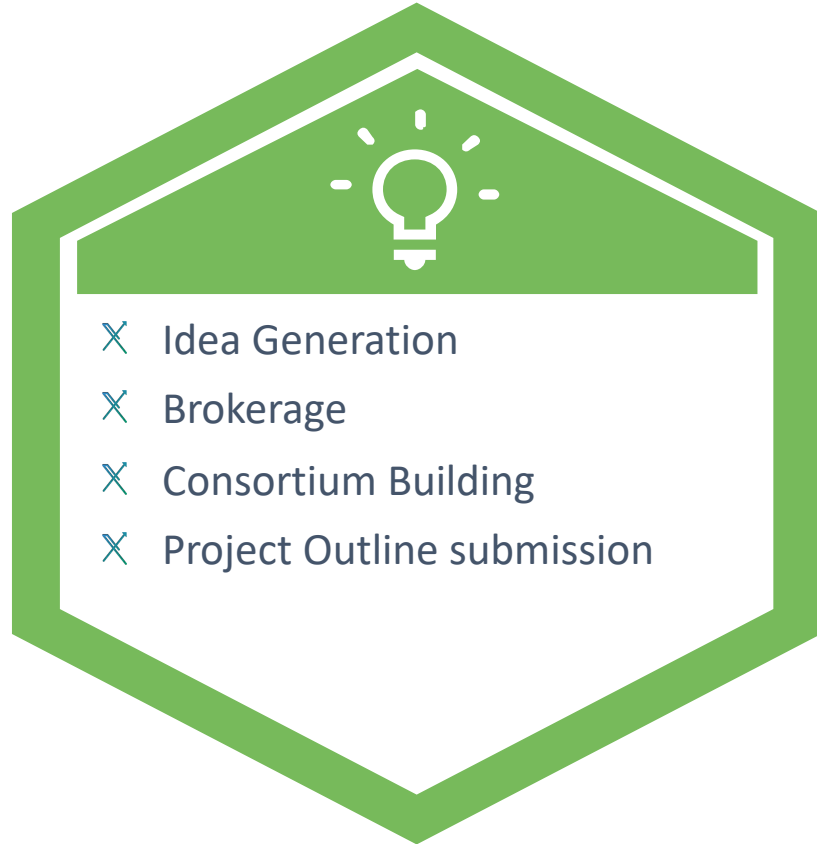 Idea Generation
Brokerage
Consortium Building
Project Outline submission